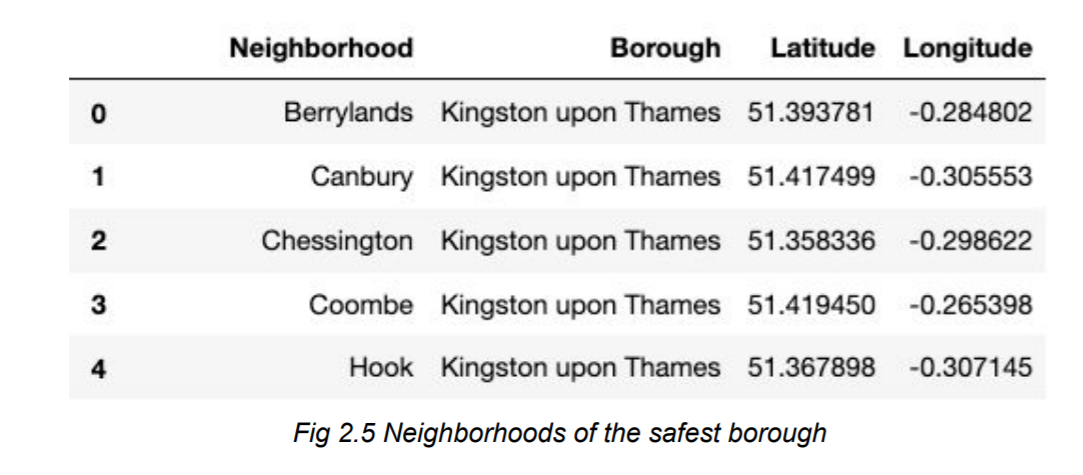 Neighborhood Borough Latitude Longitude
0 Berrylands Kingston upon Thames 51.393781 -0.284802
1 Canbury Kingston upon Thames 51.417499 -0.305553
2 Chessington Kingston upon Thames 51.358336 -0.298622
3 Coombe Kingston upon Thames 51.419450 -0.265398
4 Hook Kingston upon Thames 51.367898 -0.307145
Fig 2.5 Neighborhoods of the safest borough